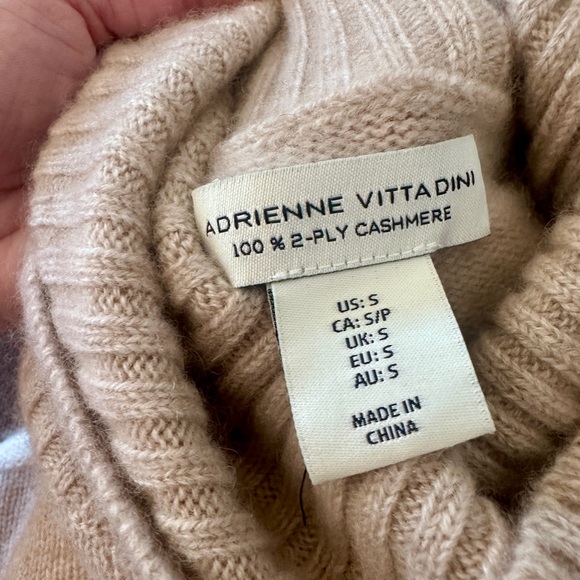 ADRIENNE VITTADINI
100 % 2-PLY CASHMERE
US: S
CA: S/P
UK: S
EU: S
AU: S
MADE IN
CHINA